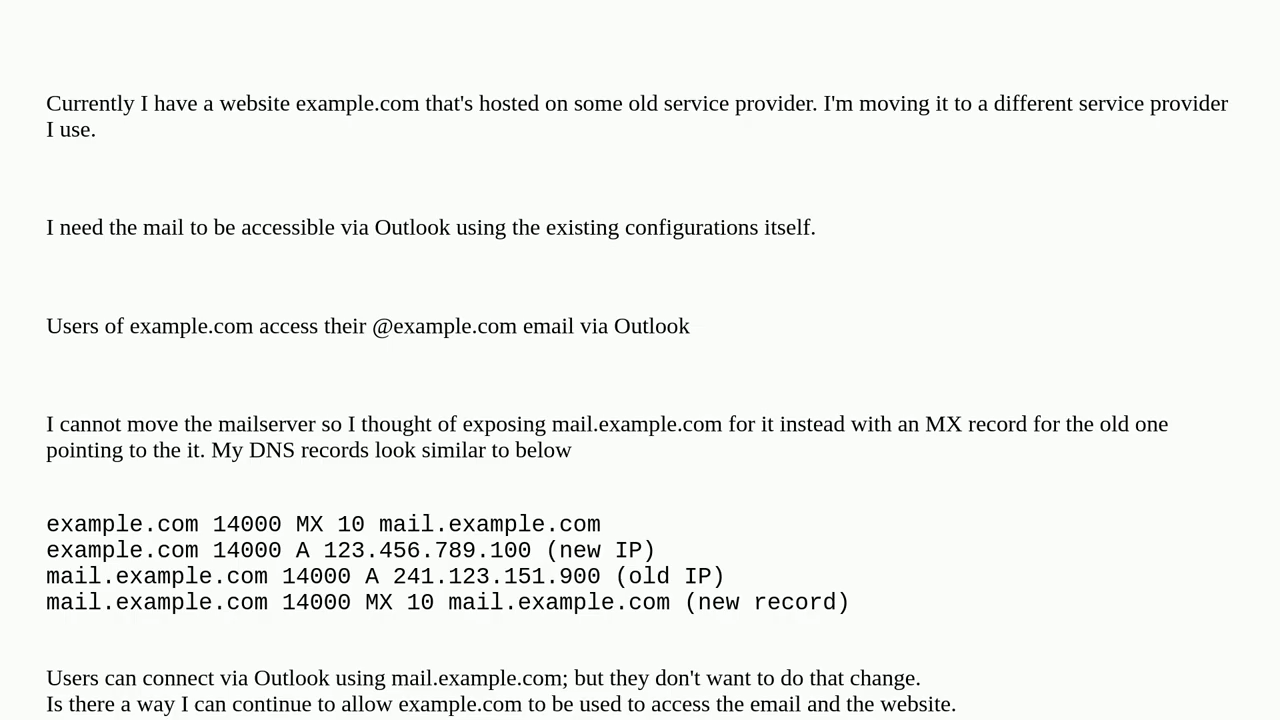 Currently I have a website example.com that's hosted on some old service provider. I'm moving it to a different service provider
I use.
I need the mail to be accessible via Outlook using the existing configurations itself.
Users of example.com access their @example.com email via Outlook
I cannot move the mailserver so I thought of exposing mail.example.com for it instead with an MX record for the old one
pointing to the it. My DNS records look similar to below
example.com 14000 MX 10 mail.example.com
example.com 14000 A 123.456.789.100 (new IP)
mail.example.com 14000 A 241.123.151.900 (old IP)
mail.example.com 14000 MX 10 mail.example.com (new record)
Users can connect via Outlook using mail.example.com; but they don't want to do that change.
Is there a way I can continue to allow example.com to be used to access the email and the website.